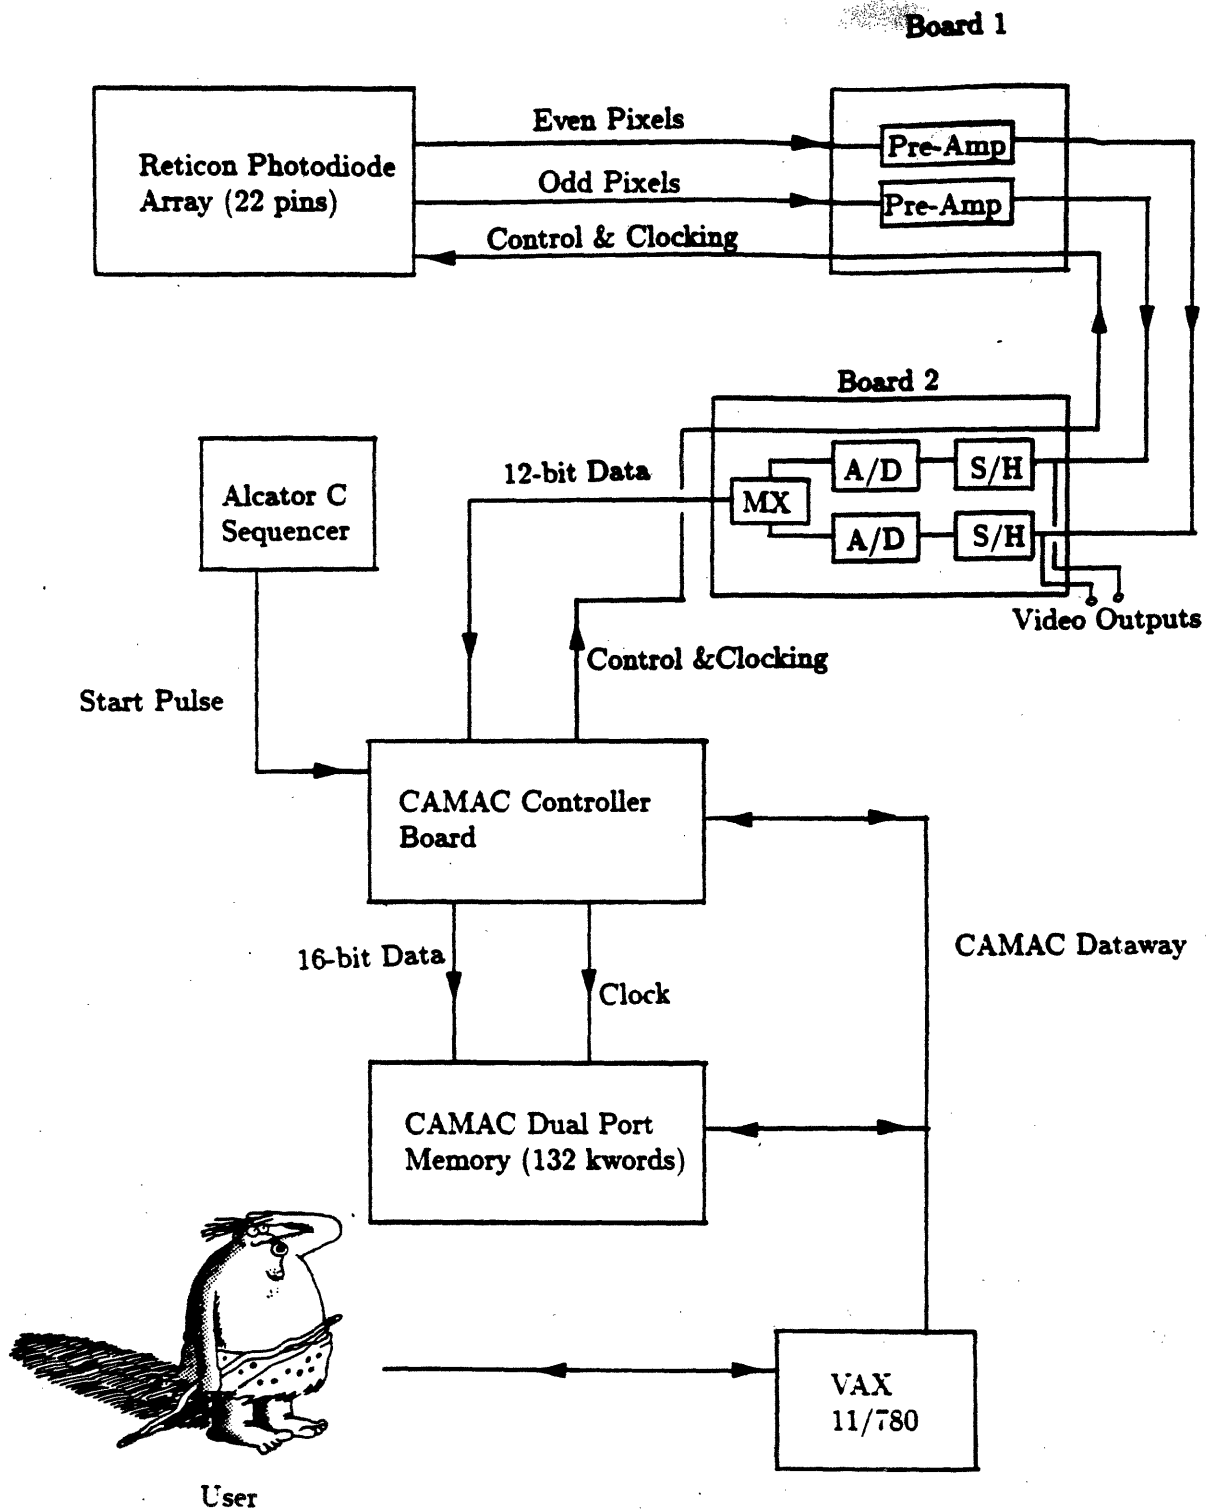 Board 1
Even Pixels
Pre-Amp
Reticon Photodiode
Array (22 pins)
Odd Pixels
Pre-Amp
Control & Clocking
Board 2
Alcator C
Sequencer
12-bit Data
A/D
S/H
MX
A/D
S/H
Video Outputs
Control &Clocking
Start Pulse
CAMAC Controller
Board
16-bit Data
Clock
CAMAC Dataway
CAMAC Dual Port
Memory (132 kwords)
VAX
11/780
User